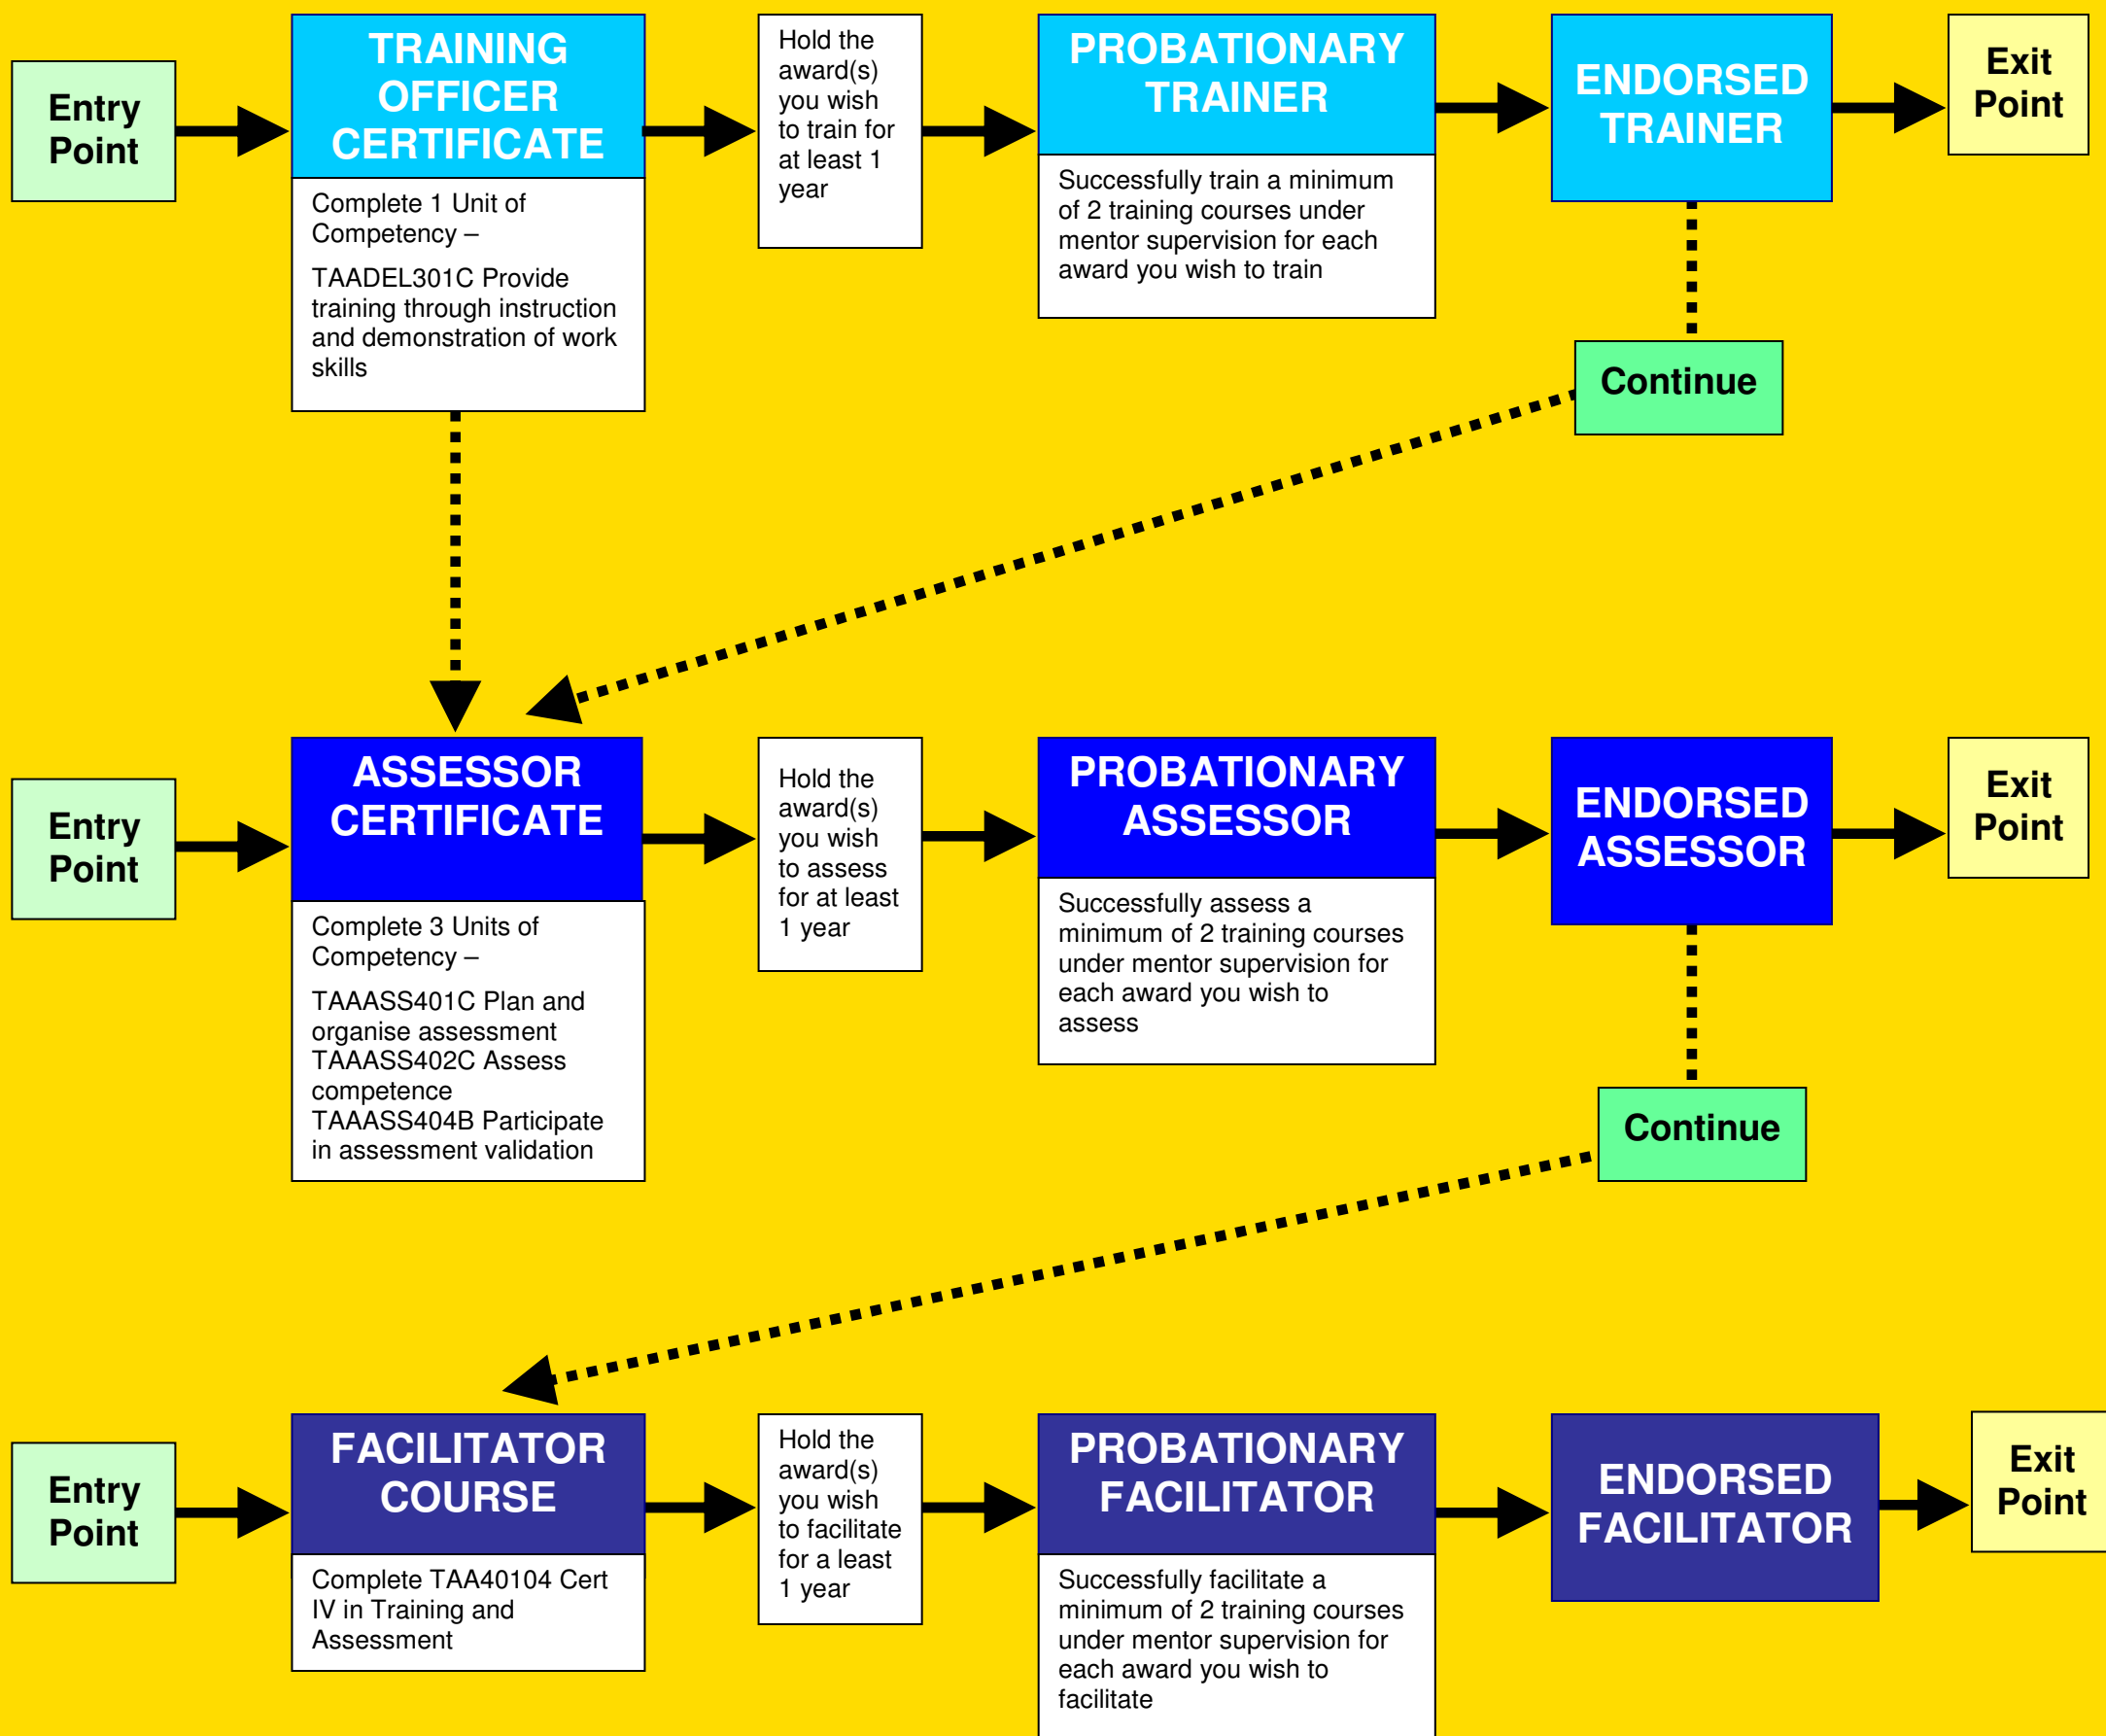 Entry
Point
TRAINING
OFFICER
CERTIFICATE
Complete 1 Unit of
Competency –
TAADEL301C Provide
training through instruction
and demonstration of work
skills
Hold the
award(s)
you wish
to train for
at least 1
year
PROBATIONARY
TRAINER
Successfully train a minimum
of 2 training courses under
mentor supervision for each
award you wish to train
ENDORSED
TRAINER
Exit
Point
Continue
Entry
Point
ASSESSOR
CERTIFICATE
Complete 3 Units of
Competency –
TAAASS401C Plan and
organise assessment
TAAASS402C Assess
competence
TAAASS404B Participate
in assessment validation
Hold the
award(s)
you wish
to assess
for at least
1 year
PROBATIONARY
ASSESSOR
Successfully assess a
minimum of 2 training courses
under mentor supervision for
each award you wish to
assess
ENDORSED
ASSESSOR
Exit
Point
Continue
Entry
Point
FACILITATOR
COURSE
Complete TAA40104 Cert
IV in Training and
Assessment
Hold the
award(s)
you wish
to facilitate
for a least
1 year
PROBATIONARY
FACILITATOR
Successfully facilitate a
minimum of 2 training courses
under mentor supervision for
each award you wish to
facilitate
ENDORSED
FACILITATOR
Exit
Point